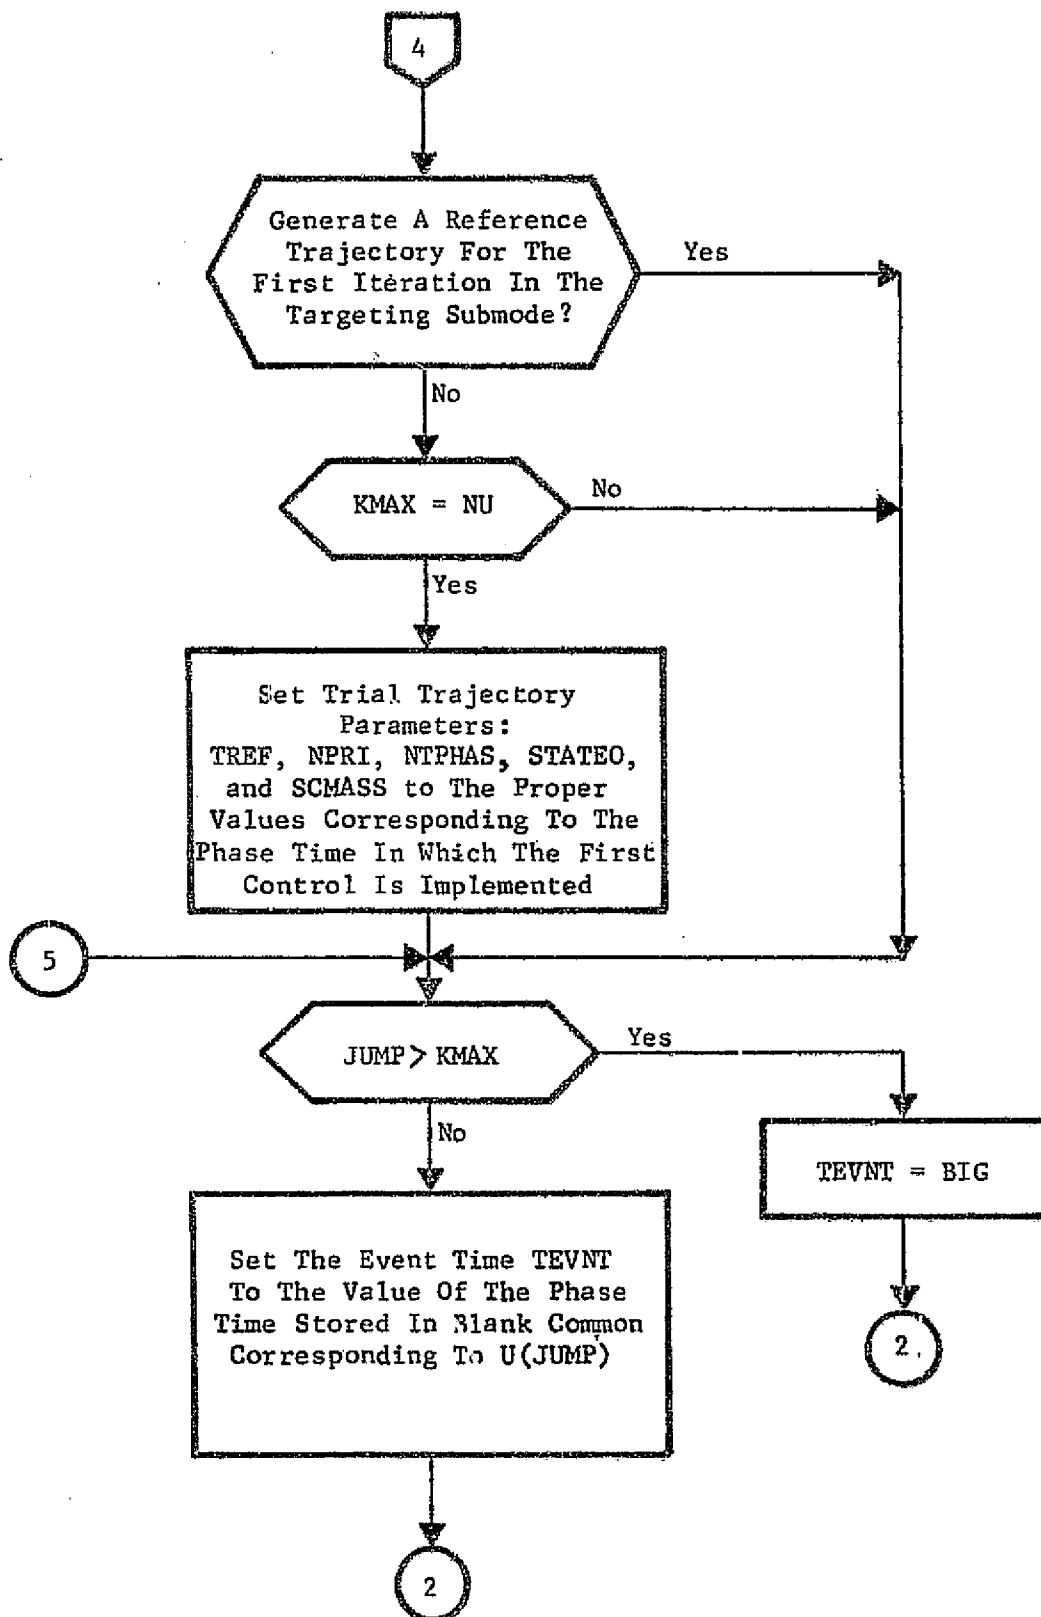 4
Generate A Reference
Trajectory For The
First Iteration In The
Targeting Submode?
Yes
No
KMAX = NU
No
Yes
Set Trial Trajectory
Parameters:
TREF, NPRI, NTPHAS, STATEO,
and SCMASS to The Proper
Values Corresponding To The
Phase Time In Which The First
Control Is Implemented
5
JUMP > KMAX
Yes
No
TEVNT = BIG
Set The Event Time TEVNT
To The Value Of The Phase
Time Stored In Blank Common
Corresponding To U(JUMP)
2
2